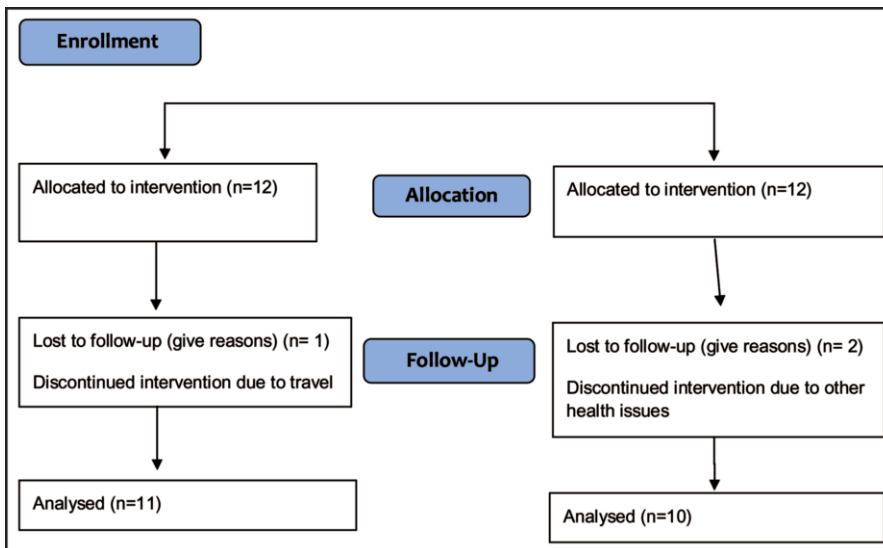 Enrollment
Allocated to intervention (n=12)
Allocation
Allocated to intervention (n=12)
Lost to follow-up (give reasons) (n= 1)
Discontinued intervention due to travel
Follow-Up
Lost to follow-up (give reasons) (n= 2)
Discontinued intervention due to other
health issues
Analysed (n=11)
Analysed (n=10)